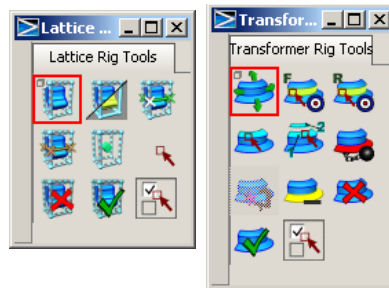 Lattice ...
Lattice Rig Tools
Transfor...
Transformer Rig Tools
F
R
2